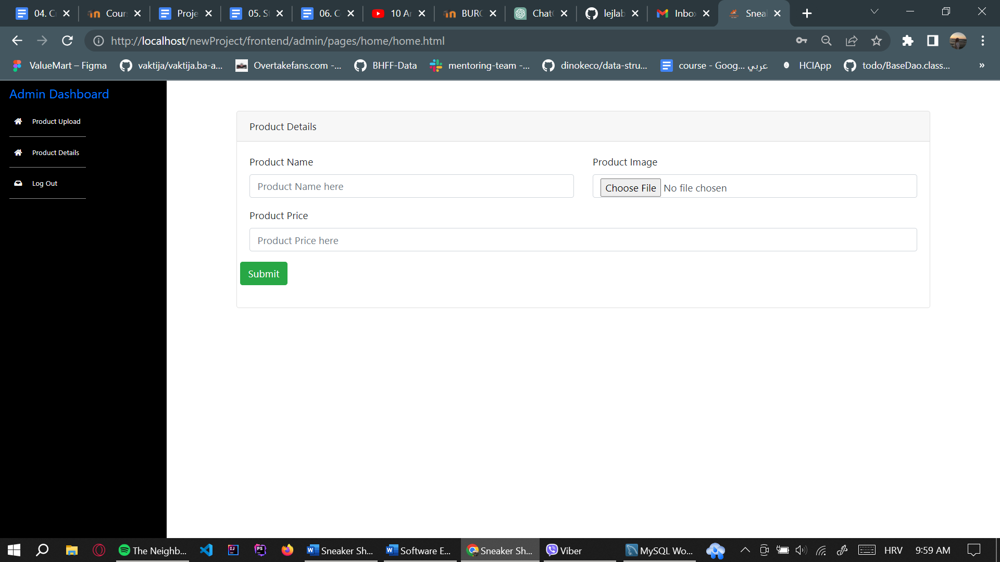 04. C
Cour
Proje
05. S
06. C
10 A
BURC
Chat
lejlab
Inbo
Sneal
http://localhost/newProject/frontend/admin/pages/home/home.html
ValueMart – Figma
vaktija/vaktija.ba-a...
Overtakefans.com -...
BHFF-Data
mentoring-team -...
dinokeco/data-stru...
course - Goog... عربي
HCIApp
todo/BaseDao.class...
»
Admin Dashboard
Product Upload
Product Details
Log Out
Product Details
Product Name
Product Image
Product Name here
Choose File No file chosen
Product Price
Product Price here
Submit
The Neighb...
Sneaker Sh...
Software E...
Sneaker Sh...
Viber
MySQL Wo...
HRV
9:59 AM